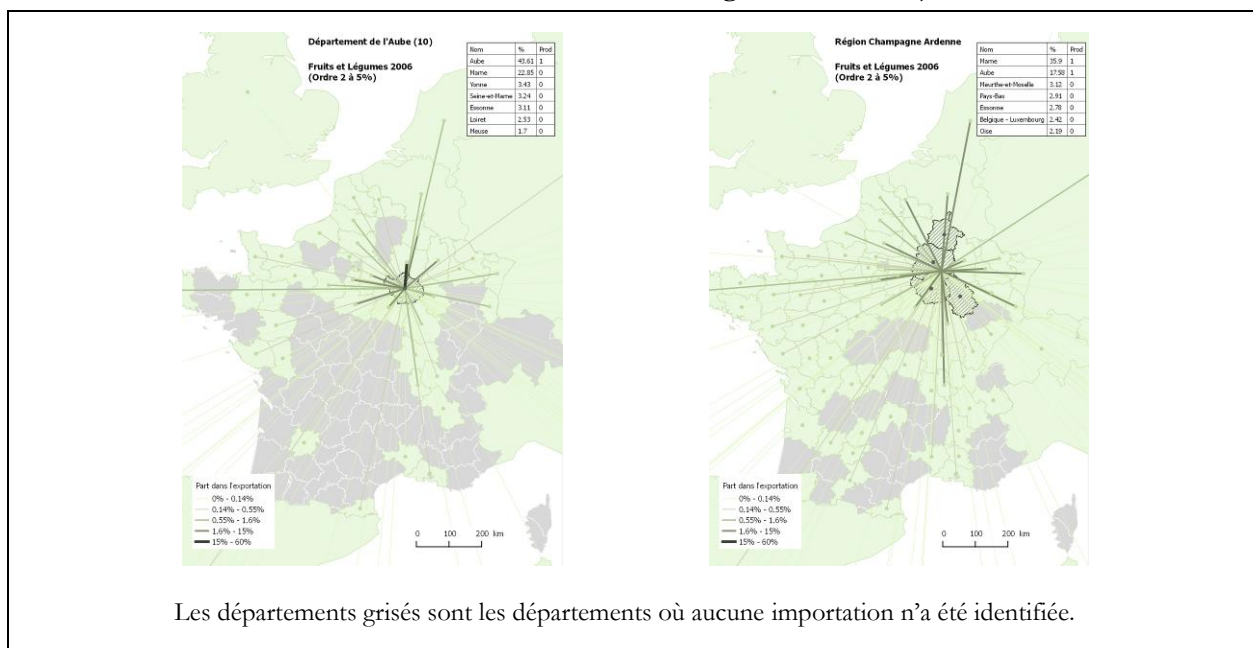 Département de l'Aube (10)
Fruits et Légumes 2006
(Ordre 2 à 5%)
Nom % Prod
Aube 43.61 1
Marne 22.85 0
Yonne 3.43 0
Seine-et-Marne 3.24 0
Essonne 3.11 0
Loiret 2.53 0
Meuse 1.7 0
Part dans l'exportation
0% - 0.14%
0.14% - 0.55%
0.55% - 1.6%
1.6% - 15%
15% - 60%
0 100 200 km
Région Champagne Ardenne
Fruits et Légumes 2006
(Ordre 2 à 5%)
Nom % Prod
Marne 35.9 1
Aube 17.58 1
Meurthe-et-Moselle 3.12 0
Pays-Bas 2.91 0
Essonne 2.78 0
Belgique - Luxembourg 2.42 0
Oise 2.19 0
Part dans l'exportation
0% - 0.14%
0.14% - 0.55%
0.55% - 1.6%
1.6% - 15%
15% - 60%
0 100 200 km
Les départements grisés sont les départements où aucune importation n'a été identifiée.